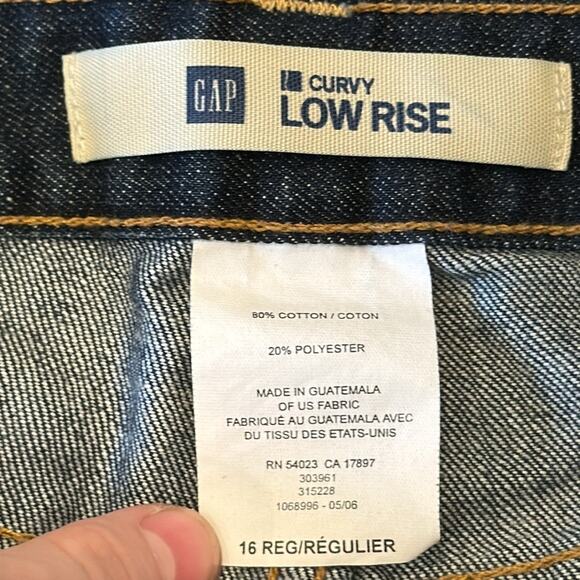 GAP
CURVY
LOW RISE
80% COTTON / COTON
20% POLYESTER
MADE IN GUATEMALA
OF US FABRIC
FABRIQUÉ AU GUATEMALA AVEC
DU TISSU DES ETATS-UNIS
RN 54023 CA 17897
303961
315228
1068996 - 05/06
16 REG/RÉGULIER